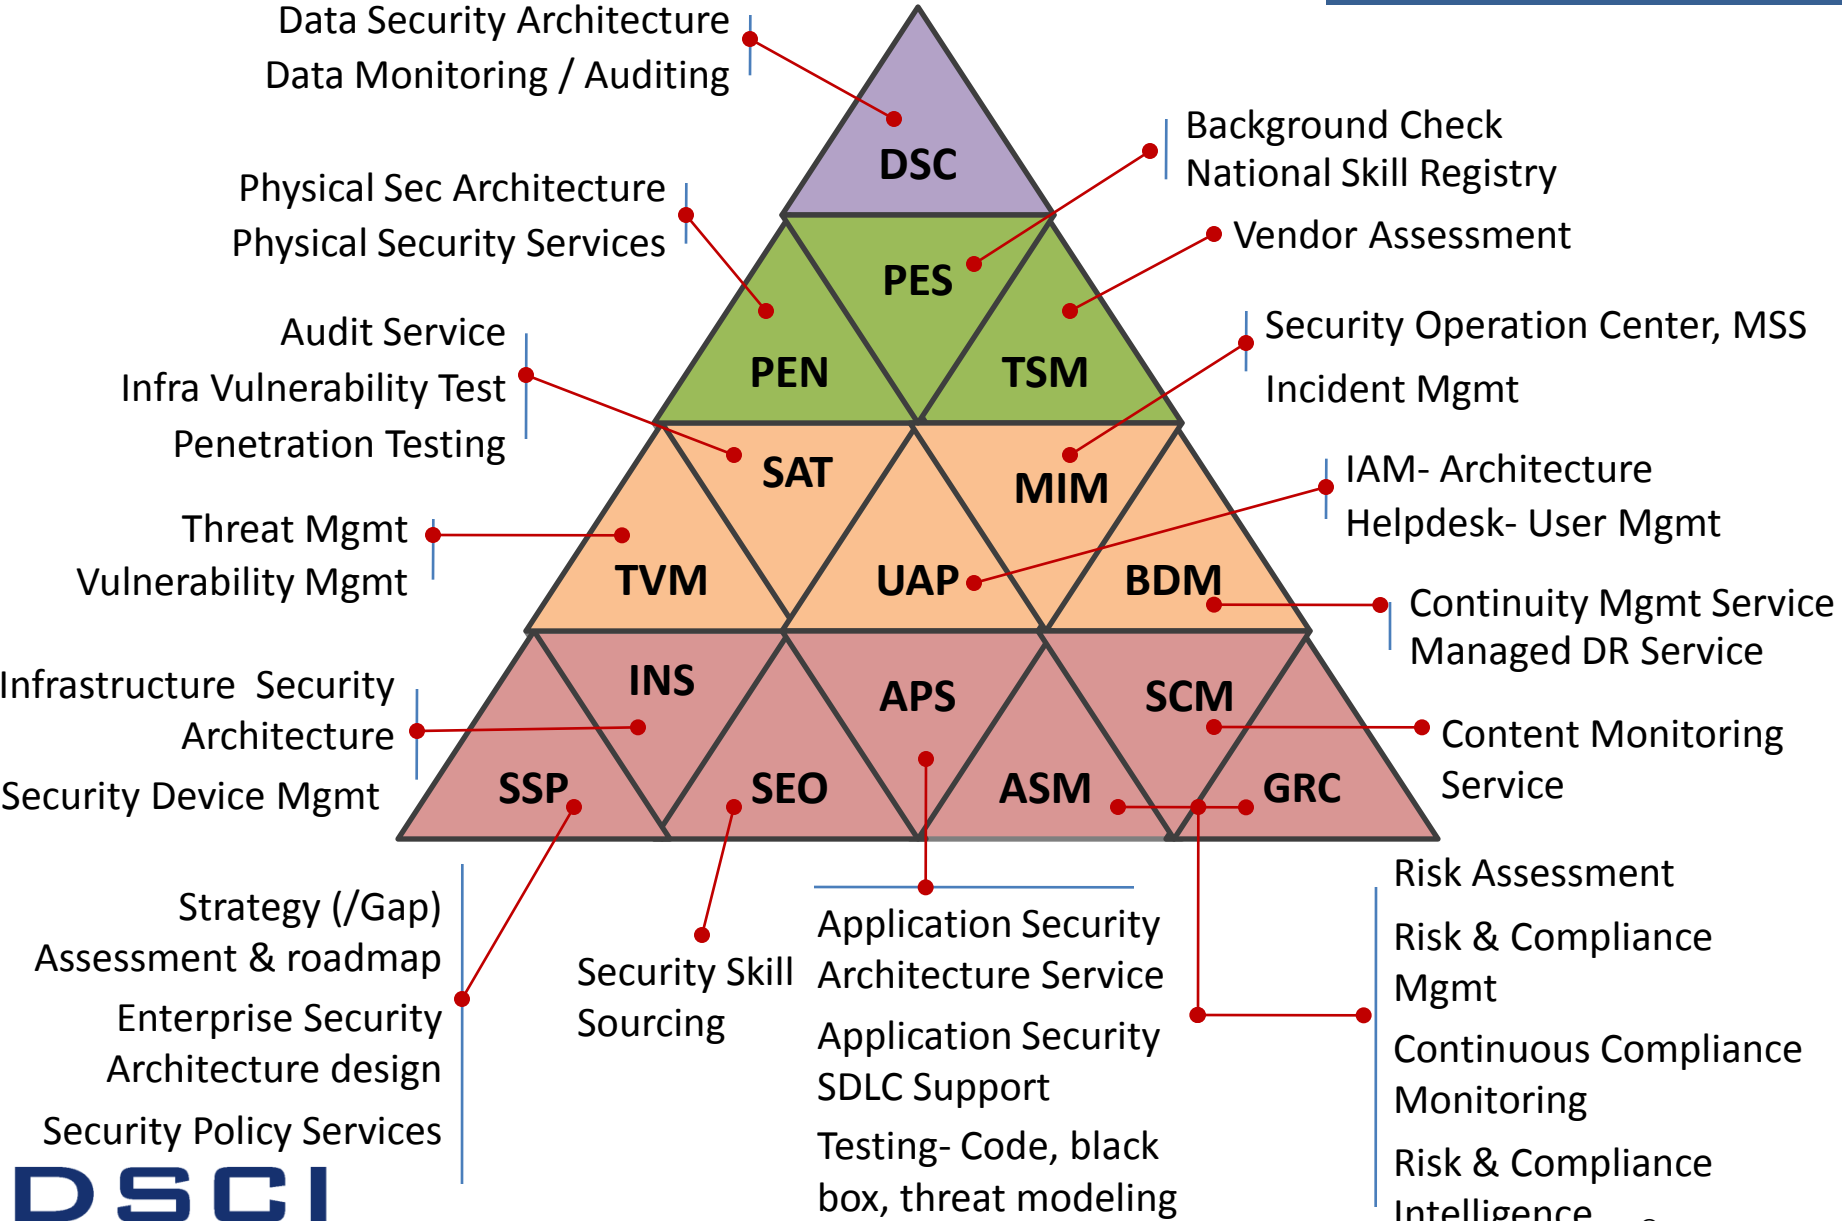 Data Security Architecture
Data Monitoring / Auditing
DSC
Background Check
National Skill Registry
Physical Sec Architecture
Physical Security Services
PES
Vendor Assessment
PEN
TSM
Audit Service
Infra Vulnerability Test
Penetration Testing
Security Operation Center, MSS
Incident Mgmt
SAT
MIM
IAM- Architecture
Helpdesk- User Mgmt
Threat Mgmt
Vulnerability Mgmt
TVM
UAP
BDM
Continuity Mgmt Service
Managed DR Service
Infrastructure Security
Architecture
Security Device Mgmt
INS
APS
SCM
Content Monitoring
Service
SSP
SEO
ASM
GRC
Strategy (/Gap)
Assessment & roadmap
Enterprise Security
Architecture design
Security Policy Services
Security Skill
Sourcing
Application Security
Architecture Service
Application Security
SDLC Support
Testing- Code, black
box, threat modeling
Risk Assessment
Risk & Compliance
Mgmt
Continuous Compliance
Monitoring
Risk & Compliance
Intelligence
DSCI